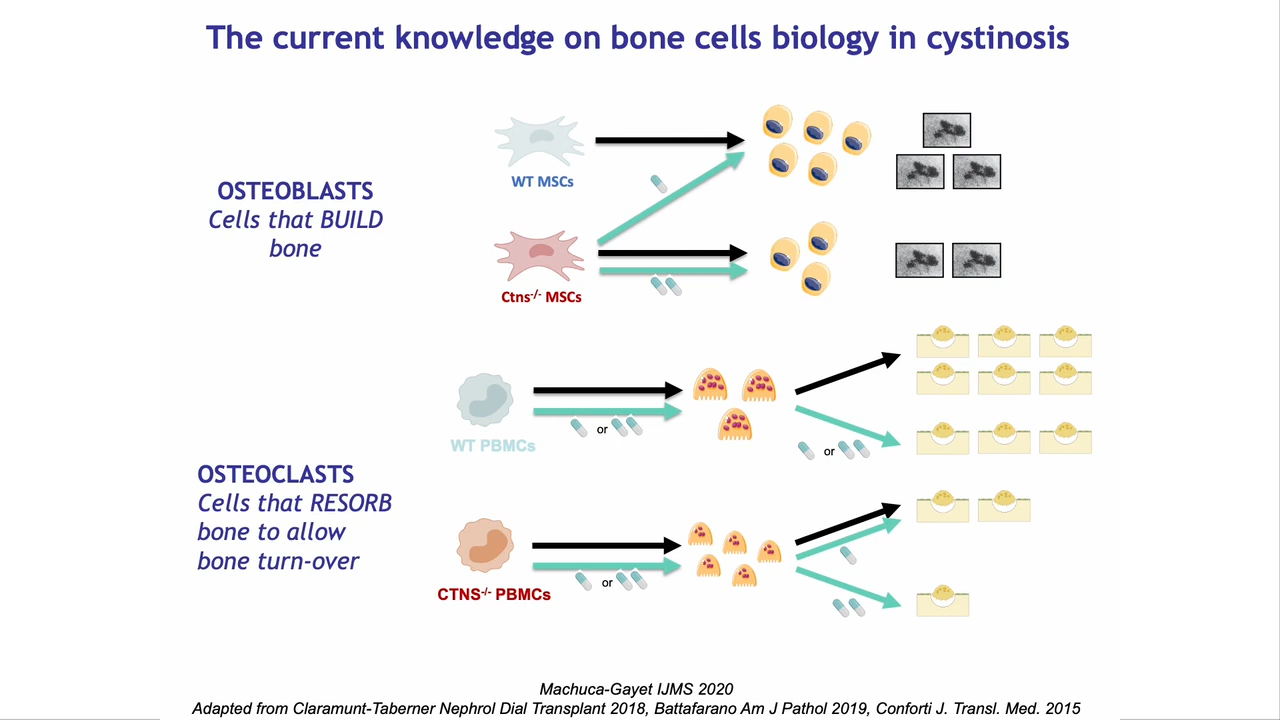 The current knowledge on bone cells biology in cystinosis
OSTEOBLASTS
Cells that BUILD
bone
WT MSCs
Ctns-/- MSCs
WT PBMCs
or
or
OSTEOCLASTS
Cells that RESORB
bone to allow
bone turn-over
CTNS-/- PBMCs
or
Machuca-Gayet IJMS 2020
Adapted from Claramunt-Taberner Nephrol Dial Transplant 2018, Battafarano Am J Pathol 2019, Conforti J. Transl. Med. 2015